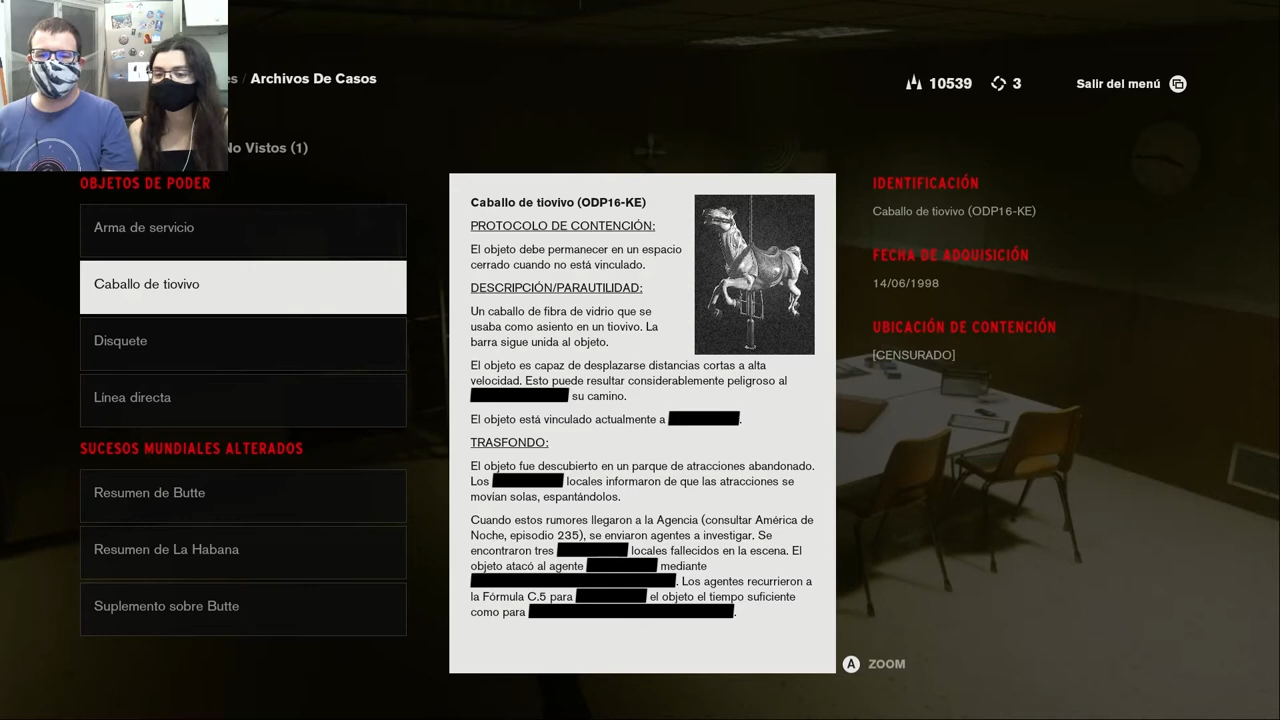 es / Archivos De Casos
10539
3
Salir del menú
No Vistos (1)
OBJETOS DE PODER
Arma de servicio
Caballo de tiovivo
Disquete
Línea directa
SUCESOS MUNDIALES ALTERADOS
Resumen de Butte
Resumen de La Habana
Suplemento sobre Butte
Caballo de tiovivo (ODP16-KE)
PROTOCOLO DE CONTENCIÓN:
El objeto debe permanecer en un espacio
cerrado cuando no está vinculado.
DESCRIPCIÓN/PARAUTILIDAD:
Un caballo de fibra de vidrio que se
usaba como asiento en un tiovivo. La
barra sigue unida al objeto.
El objeto es capaz de desplazarse distancias cortas a alta
velocidad. Esto puede resultar considerablemente peligroso al
su camino.
El objeto está vinculado actualmente a .
TRASFONDO:
El objeto fue descubierto en un parque de atracciones abandonado.
Los locales informaron de que las atracciones se
movían solas, espantándolos.
Cuando estos rumores llegaron a la Agencia (consultar América de
Noche, episodio 235), se enviaron agentes a investigar. Se
encontraron tres locales fallecidos en la escena. El
objeto atacó al agente mediante
. Los agentes recurrieron a
la Fórmula C.5 para el objeto el tiempo suficiente
como para .
IDENTIFICACIÓN
Caballo de tiovivo (ODP16-KE)
FECHA DE ADQUISICIÓN
14/06/1998
UBICACIÓN DE CONTENCIÓN
[CENSURADO]
A ZOOM